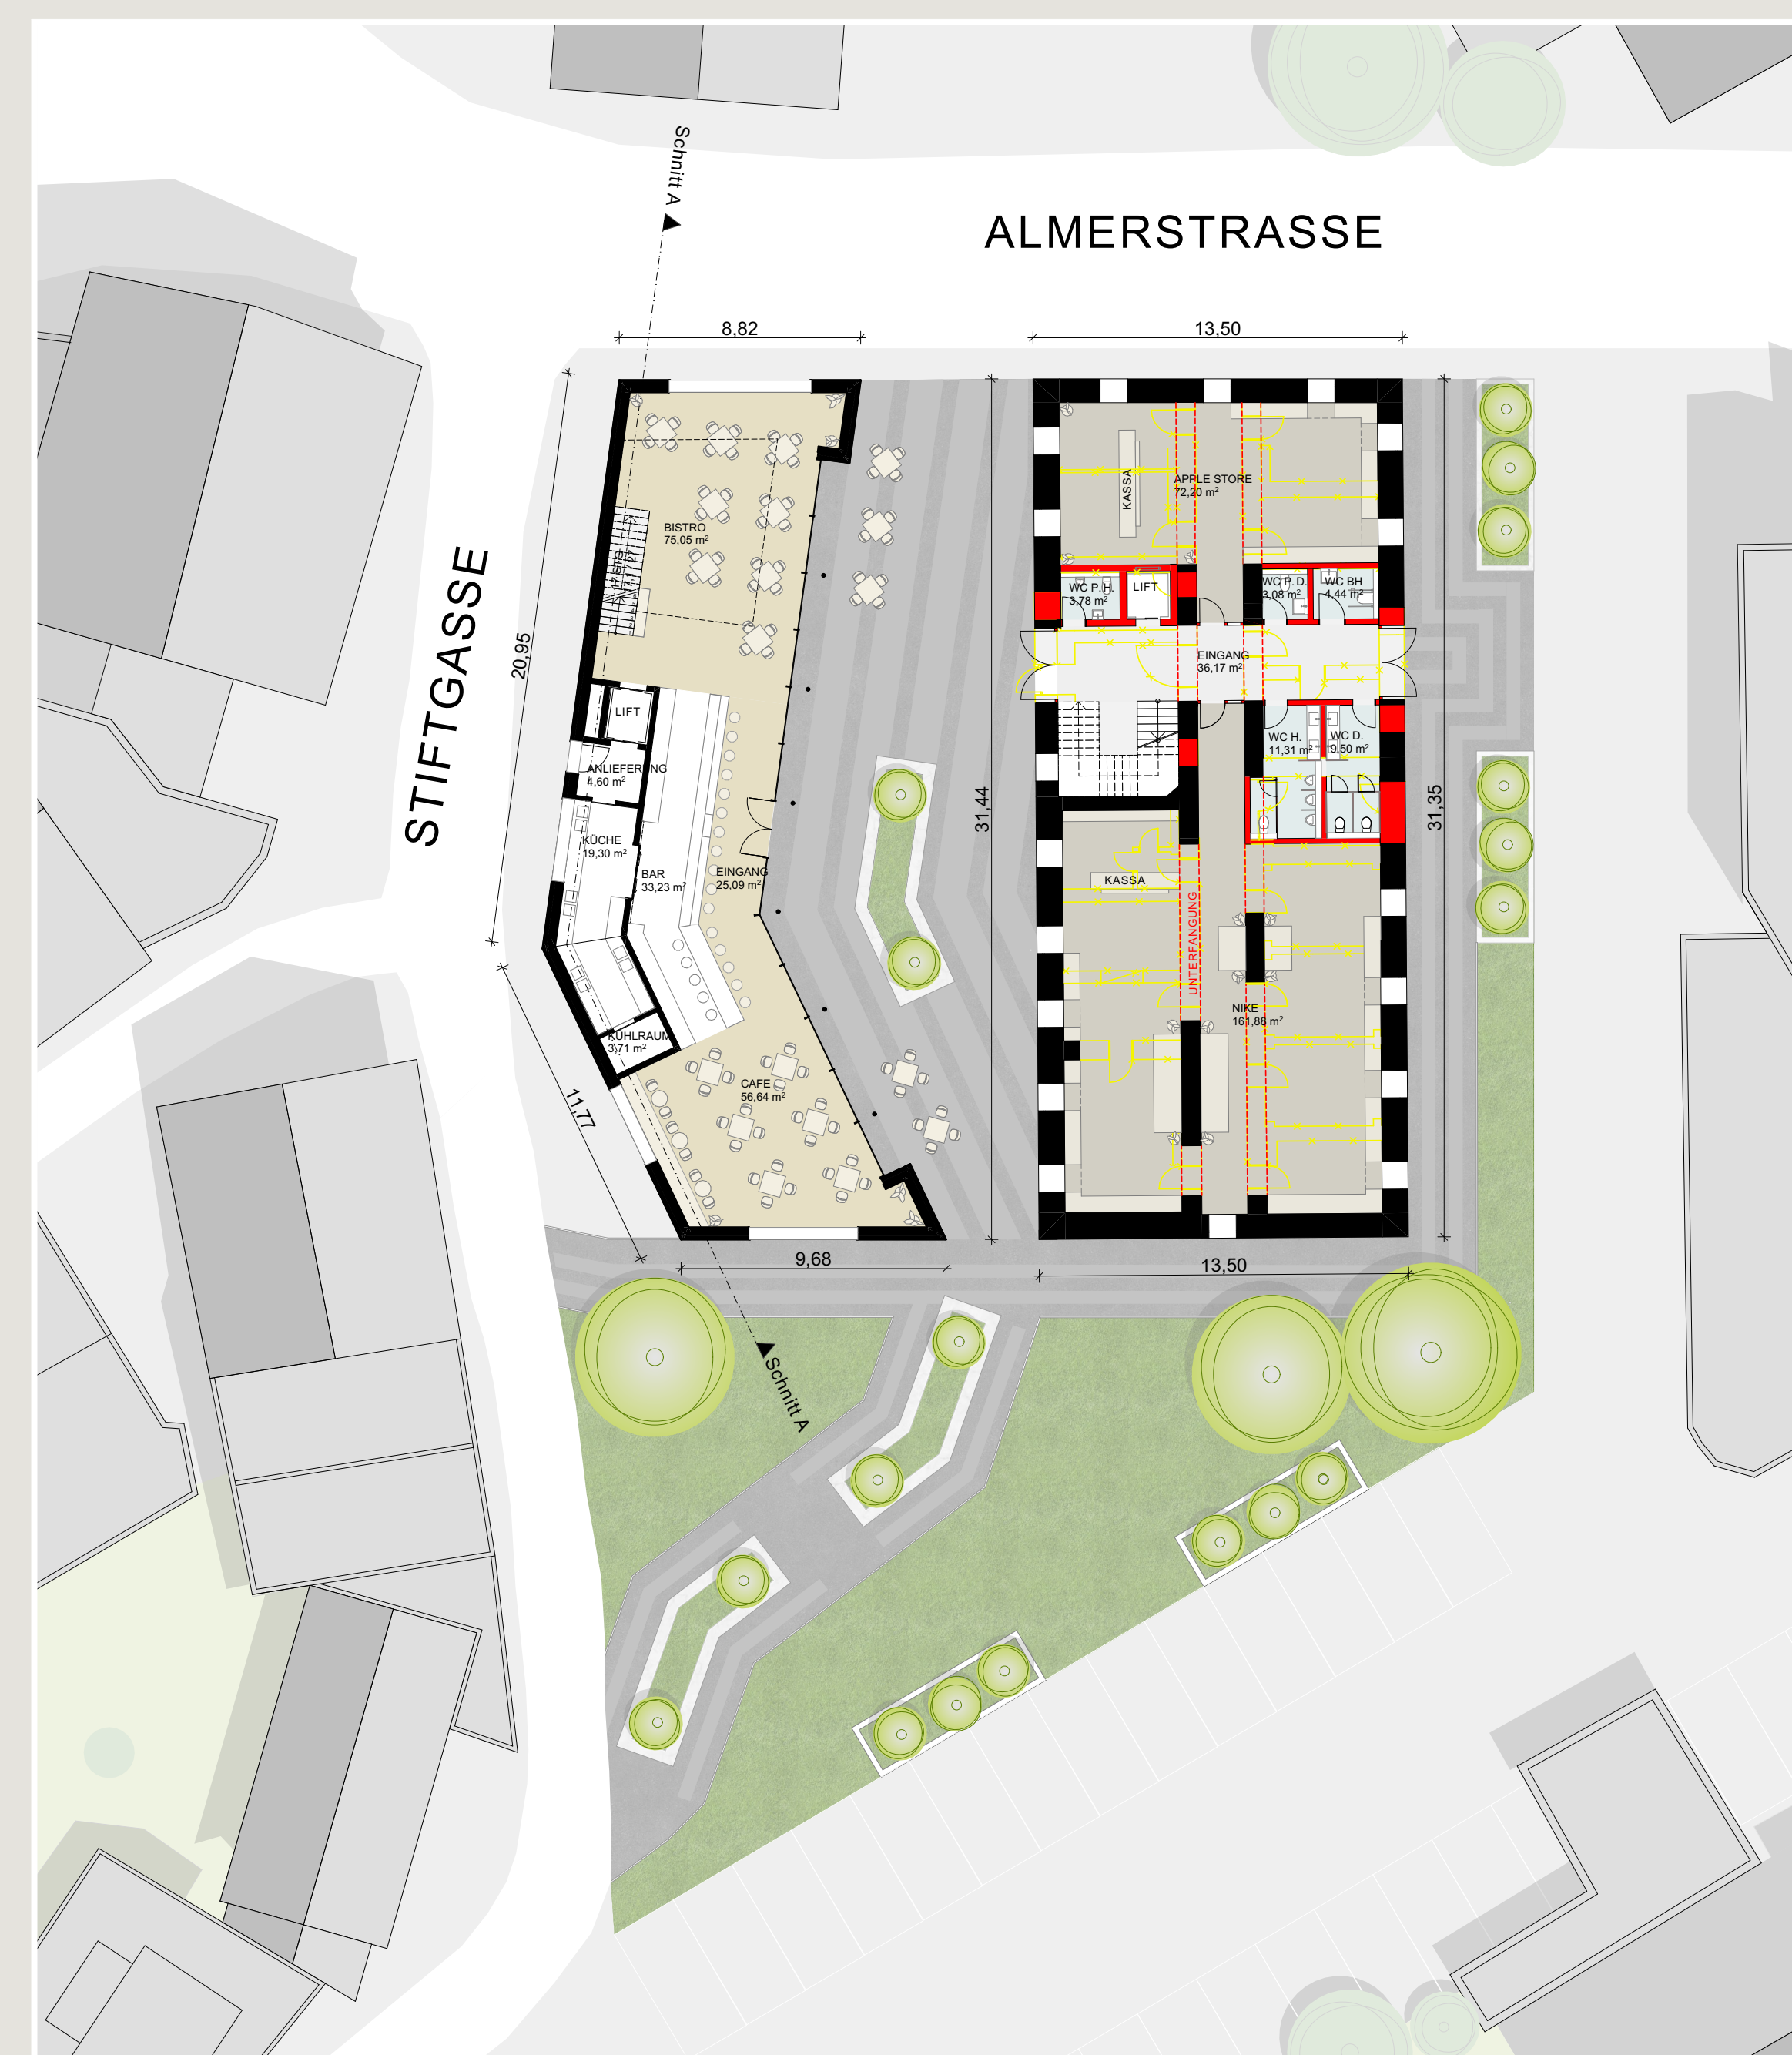 Schnitt A
ALMERSTRASSE
8,82
13,50
STIFTGASSE
20,95
BISTRO
75,05 m²
KASSA
APPLE STORE
72,20 m²
WC P. H.
3,78 m²
LIFT
WC P. D.
3,08 m²
WC BH
4,44 m²
EINGANG
36,17 m²
LIFT
ANLIEFERUNG
4,60 m²
WC H.
11,31 m²
WC D.
9,50 m²
31,44
31,35
KÜCHE
19,30 m²
BAR
33,23 m²
EINGANG
25,09 m²
KASSA
UNTERFANGUNG
NIKE
161,88 m²
KÜHLRAUM
3,71 m²
CAFE
56,64 m²
11,77
9,68
13,50
Schnitt A